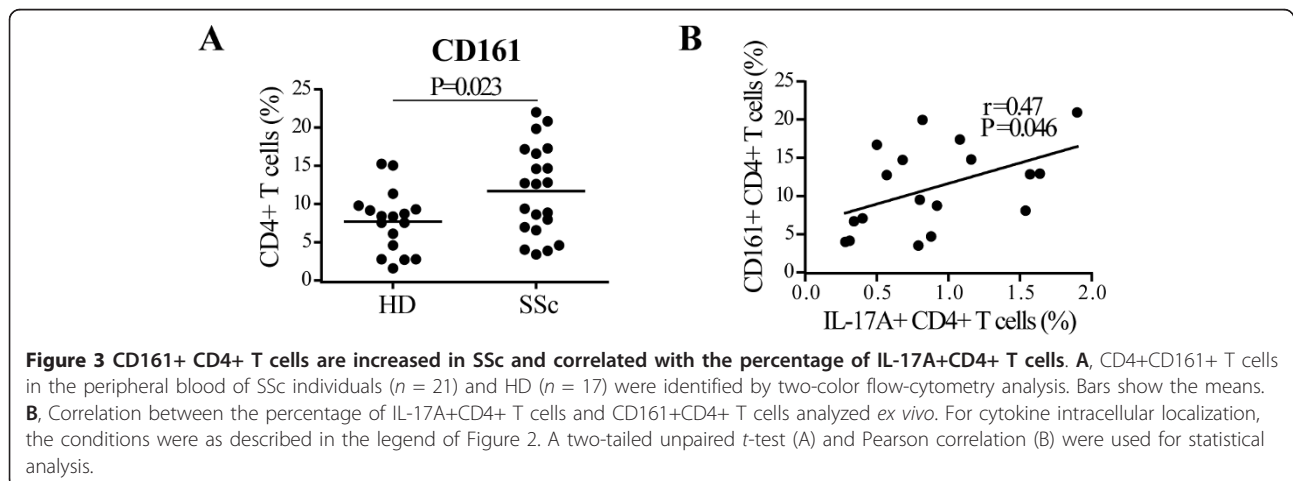 A
CD161
P=0.023
CD4+ T cells (%)
25
20
15
10
5
0
HD
SSc
B
CD161+ CD4+ T cells (%)
25
20
15
10
5
0
r=0.47
P=0.046
0.0
0.5
1.0
1.5
2.0
IL-17A+ CD4+ T cells (%)
Figure 3 CD161+ CD4+ T cells are increased in SSc and correlated with the percentage of IL-17A+CD4+ T cells. A, CD4+CD161+ T cells
in the peripheral blood of SSc individuals (n = 21) and HD (n = 17) were identified by two-color flow-cytometry analysis. Bars show the means.
B, Correlation between the percentage of IL-17A+CD4+ T cells and CD161+CD4+ T cells analyzed ex vivo. For cytokine intracellular localization,
the conditions were as described in the legend of Figure 2. A two-tailed unpaired t-test (A) and Pearson correlation (B) were used for statistical
analysis.